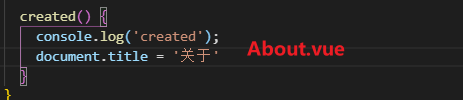 created() {
console.log('created');
document.title = '关于'
About.vue
}
}